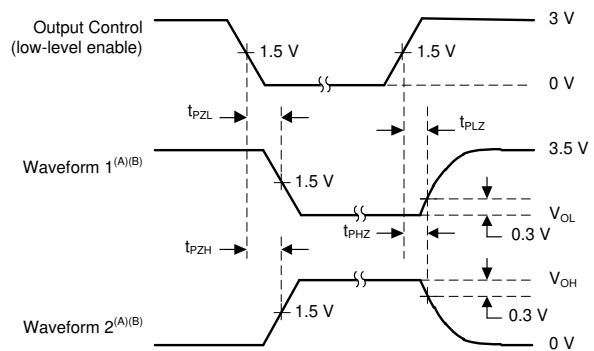 3 V
Output Control
(low-level enable)
1.5 V
1.5 V
0 V
tPZL
tPLZ
3.5 V
Waveform 1(A)(B)
1.5 V
VOL
tPHZ
0.3 V
tPZH
VOH
1.5 V
0.3 V
Waveform 2(A)(B)
0 V